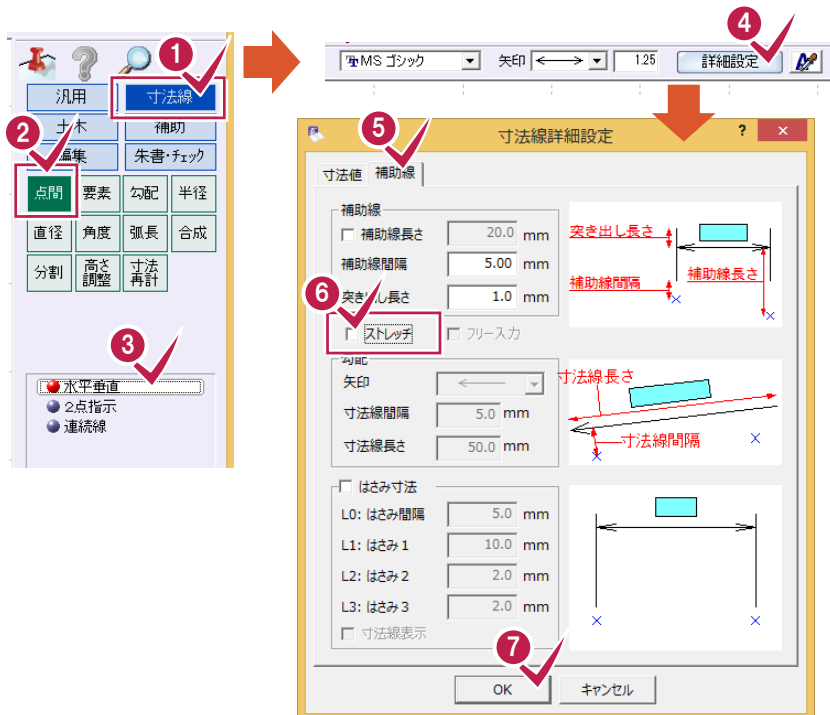 1
汎用 寸法線
2
土木 補助
編集 朱書・チェック
点間 要素 勾配 半径
直径 角度 弧長 合成
分割 高さ調整 寸法再計
3
水平垂直
2点指示
連続線
4
MS ゴシック 矢印 1.25 詳細設定
5
寸法線詳細設定 ? ×
寸法値 補助線
補助線
補助線長さ 20.0 mm
補助線間隔 5.00 mm
6
突き出し長さ 1.0 mm
ストレッチ フリー入力
勾配
矢印
寸法線間隔 5.0 mm
寸法線長さ 50.0 mm
はさみ寸法
L0: はさみ間隔 5.0 mm
L1: はさみ1 10.0 mm
L2: はさみ2 2.0 mm
L3: はさみ3 2.0 mm
寸法線表示
突き出し長さ
補助線間隔 補助線長さ
寸法線長さ
寸法線間隔
7
OK キャンセル